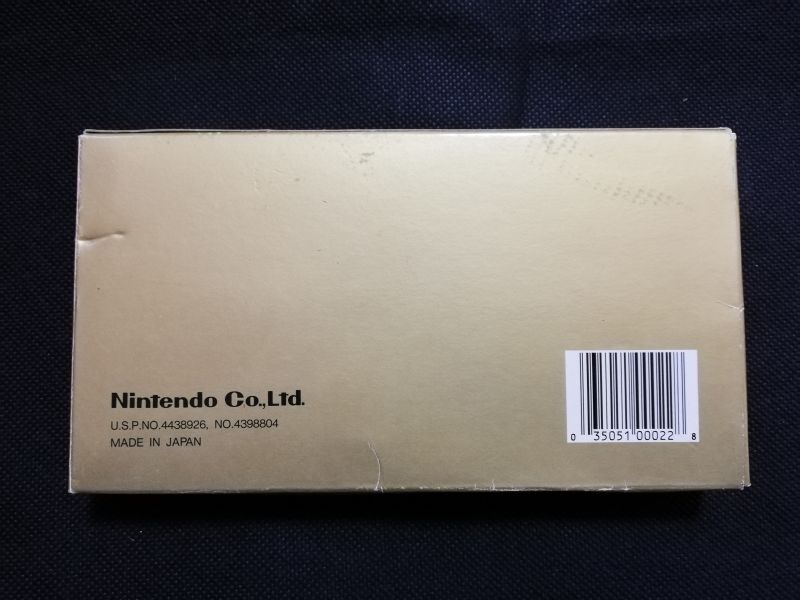 Nintendo Co.,Ltd.
U.S.P.NO.4438926, NO.4398804
MADE IN JAPAN
0 35051 00022 8